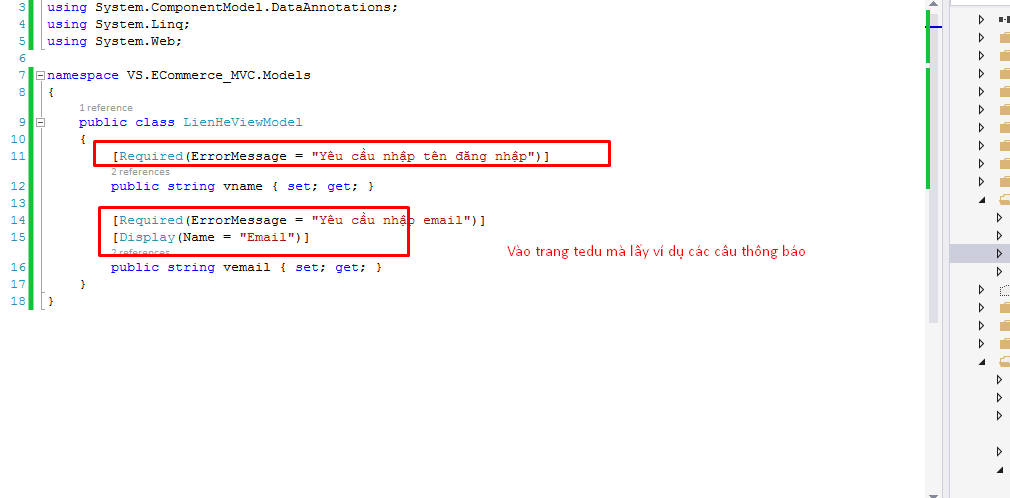 3 using System.ComponentModel.DataAnnotations;
4 using System.Linq;
5 using System.Web;
6
7 namespace VS.ECommerce_MVC.Models
8 {
1 reference
9 public class LienHeViewModel
10 {
11 [Required(ErrorMessage = "Yêu cầu nhập tên đăng nhập")]
2 references
12 public string vname { set; get; }
13
14 [Required(ErrorMessage = "Yêu cầu nhập email")]
15 [Display(Name = "Email")]
Vào trang tedu mà lấy ví dụ các câu thông báo
2 references
16 public string vemail { set; get; }
17 }
18 }